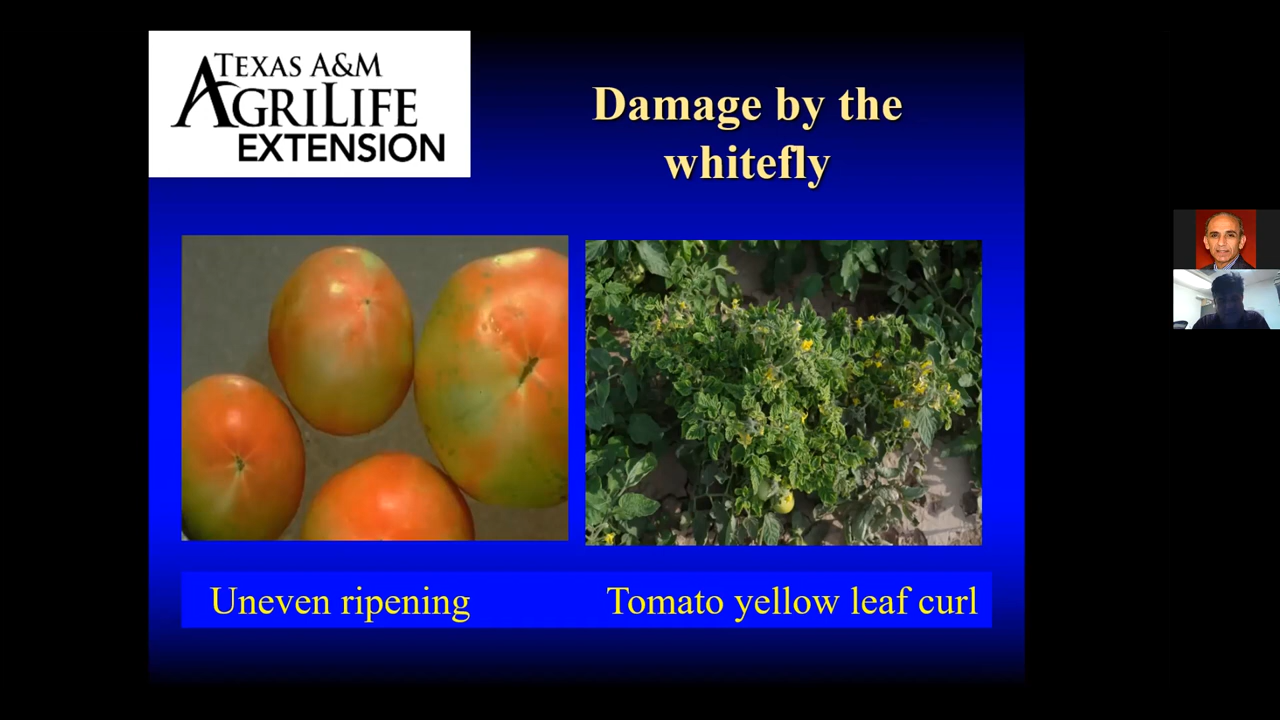 TEXAS A&M
AGRILIFE
EXTENSION
Damage by the
whitefly
Uneven ripening
Tomato yellow leaf curl